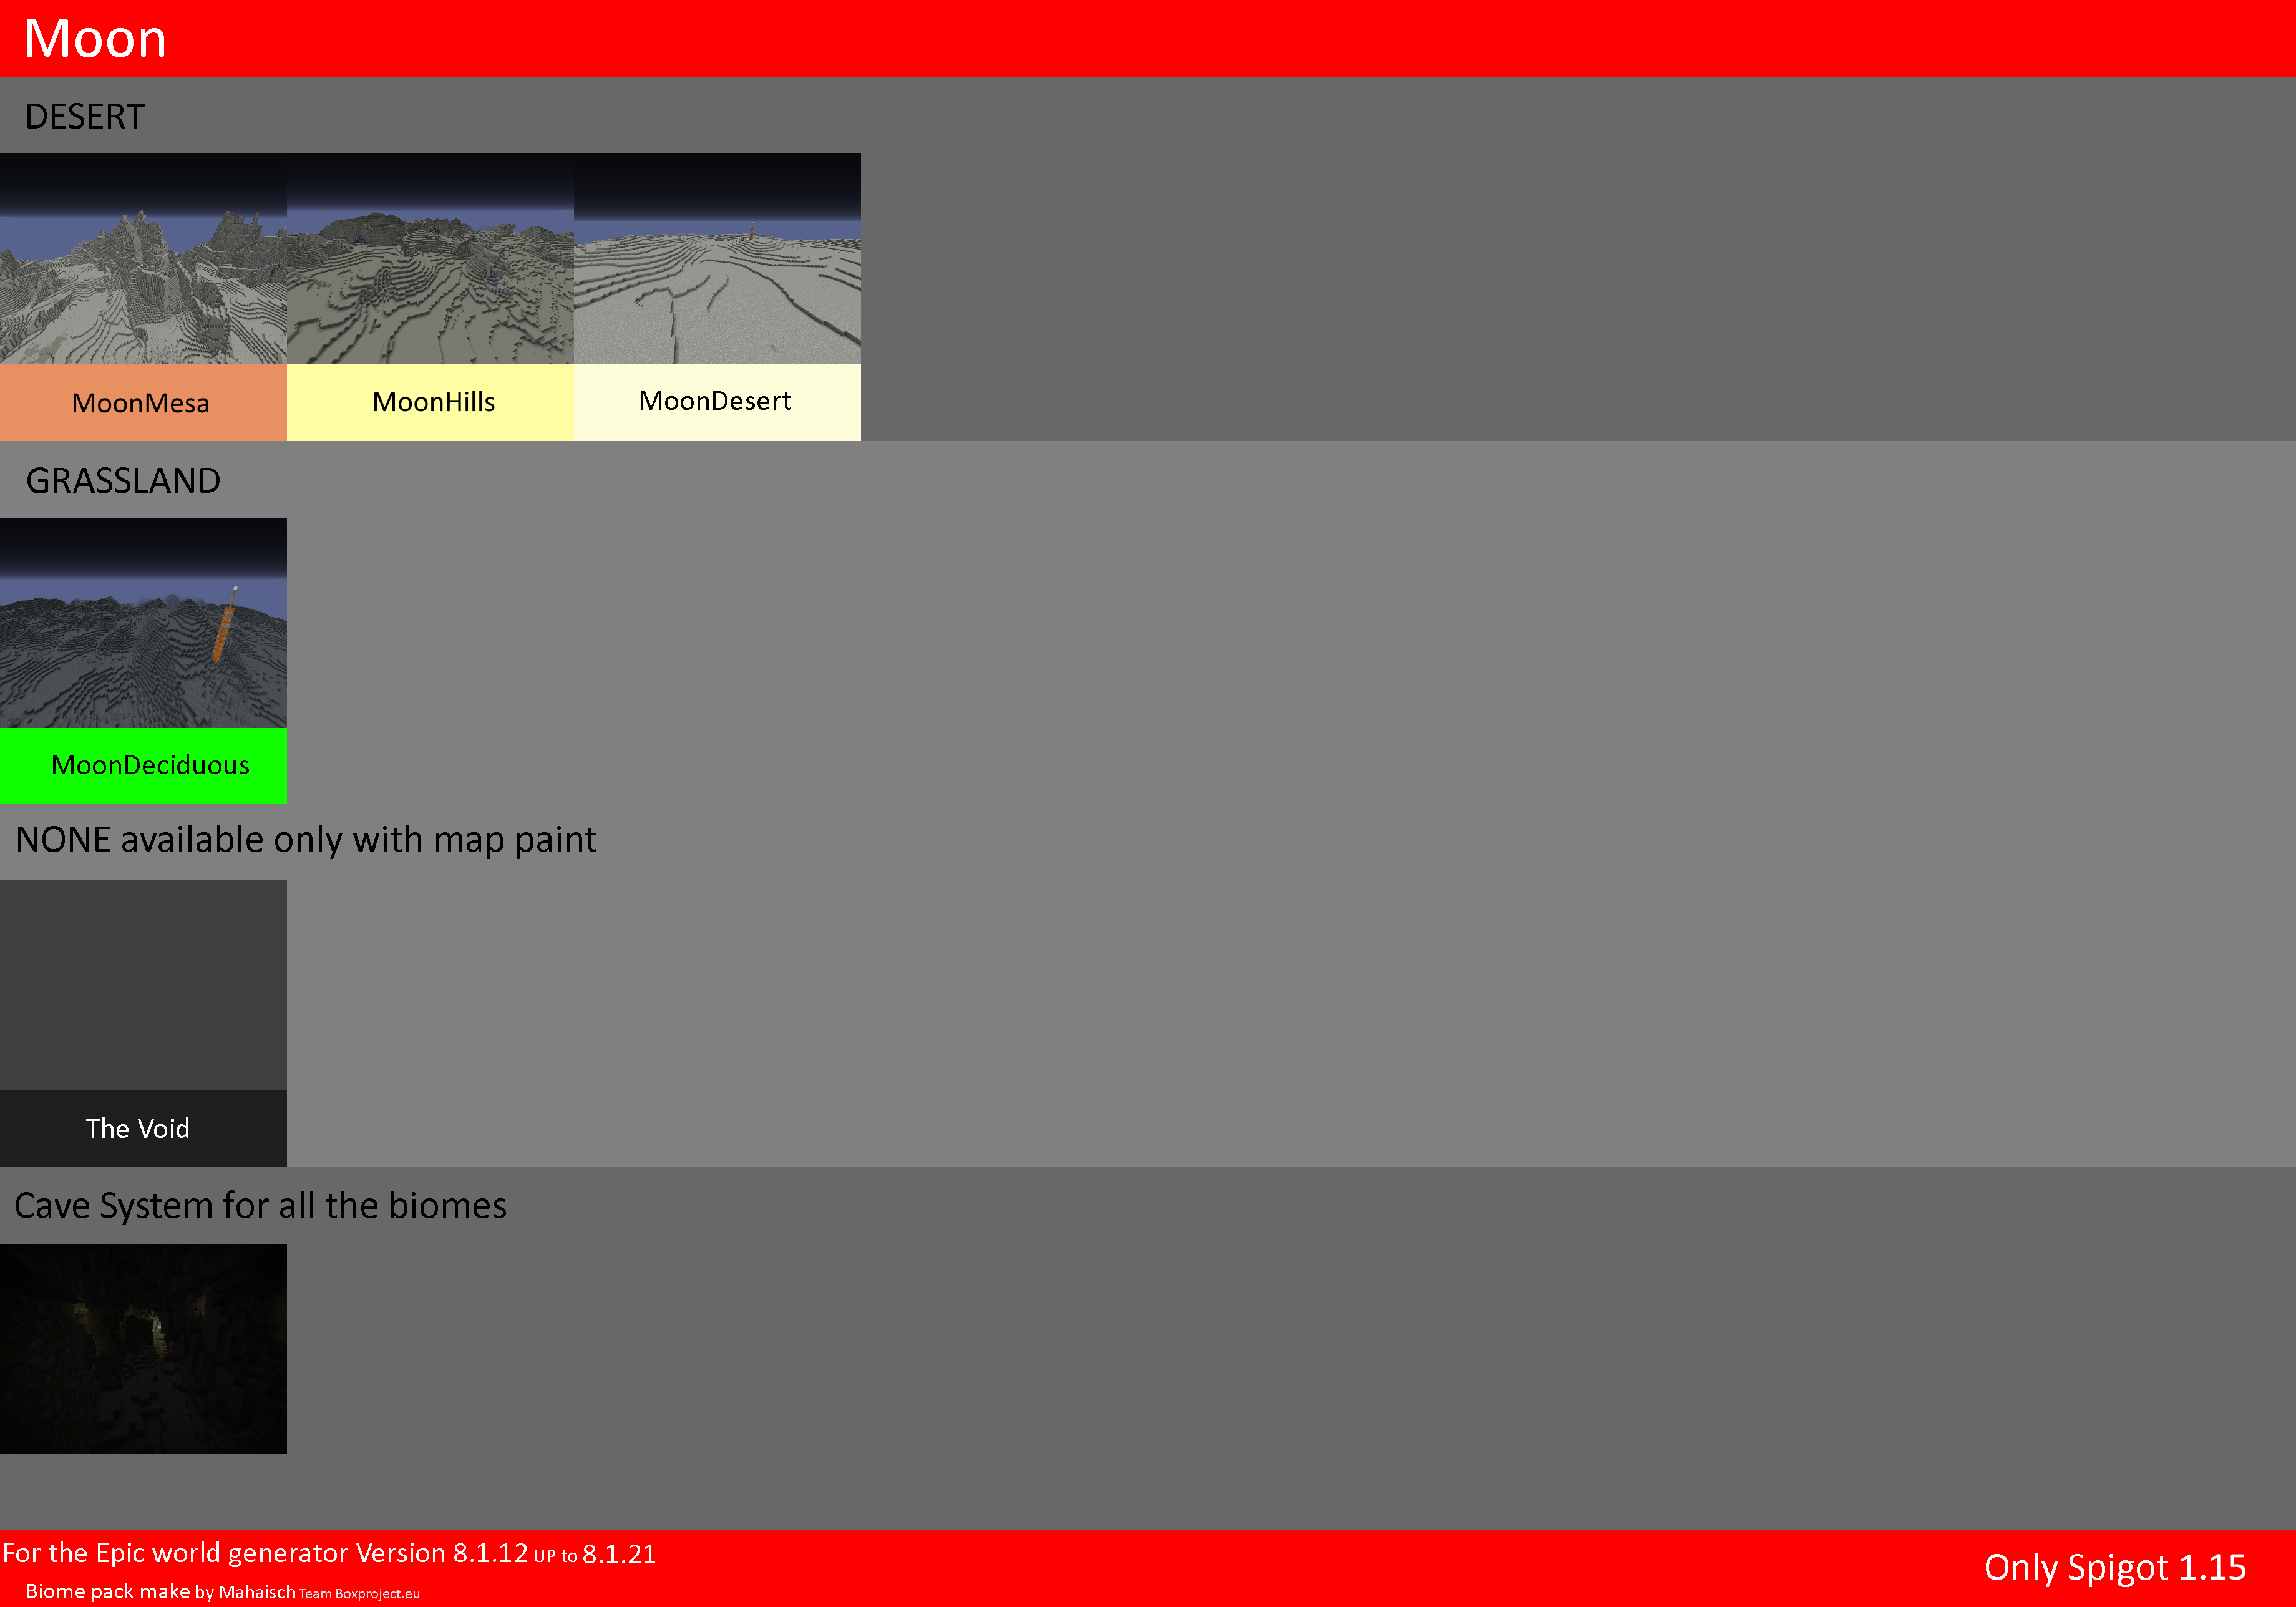 Moon
DESERT
MoonMesa
MoonHills
MoonDesert
GRASSLAND
MoonDeciduous
NONE available only with map paint
The Void
Cave System for all the biomes
For the Epic world generator Version 8.1.12 UP to 8.1.21
Biome pack make by Mahaisch Team Boxproject.eu
Only Spigot 1.15